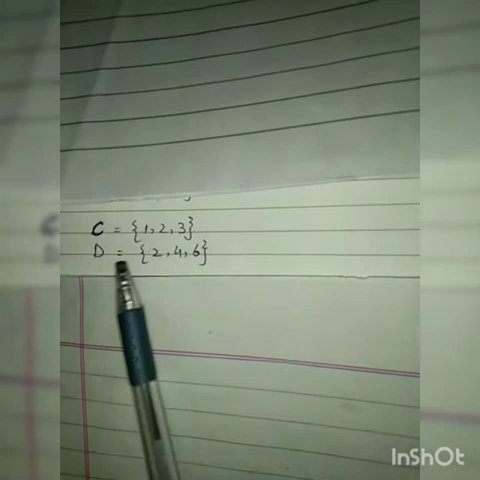 C = {1,2,3}
D = {2,4,6}
InShOt